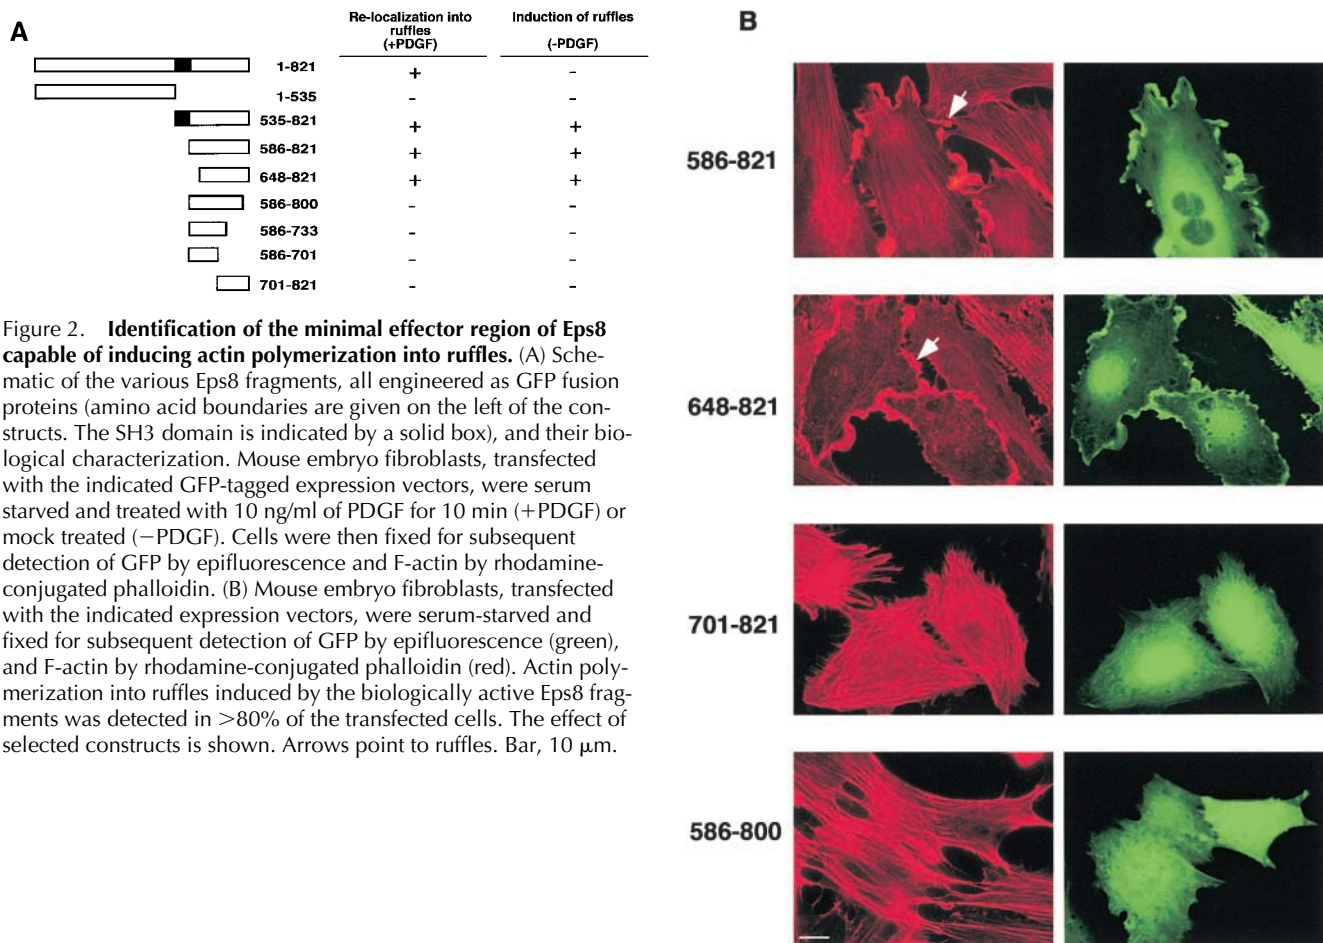 A
Re-localization into
ruffles
(+PDGF)
Induction of ruffles
(-PDGF)
1-821 + -
1-535 - -
535-821 + +
586-821 + +
648-821 + +
586-800 - -
586-733 - -
586-701 - -
701-821 - -
Figure 2. Identification of the minimal effector region of Eps8
capable of inducing actin polymerization into ruffles. (A) Sche-
matic of the various Eps8 fragments, all engineered as GFP fusion
proteins (amino acid boundaries are given on the left of the con-
structs. The SH3 domain is indicated by a solid box), and their bio-
logical characterization. Mouse embryo fibroblasts, transfected
with the indicated GFP-tagged expression vectors, were serum
starved and treated with 10 ng/ml of PDGF for 10 min (+PDGF) or
mock treated (−PDGF). Cells were then fixed for subsequent
detection of GFP by epifluorescence and F-actin by rhodamine-
conjugated phalloidin. (B) Mouse embryo fibroblasts, transfected
with the indicated expression vectors, were serum-starved and
fixed for subsequent detection of GFP by epifluorescence (green),
and F-actin by rhodamine-conjugated phalloidin (red). Actin poly-
merization into ruffles induced by the biologically active Eps8 frag-
ments was detected in >80% of the transfected cells. The effect of
selected constructs is shown. Arrows point to ruffles. Bar, 10 μm.
B
586-821
648-821
701-821
586-800